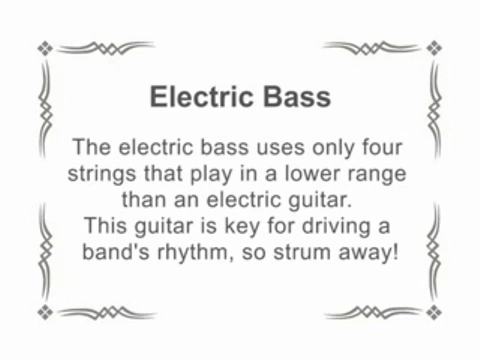 Electric Bass
The electric bass uses only four
strings that play in a lower range
than an electric guitar.
This guitar is key for driving a
band's rhythm, so strum away!